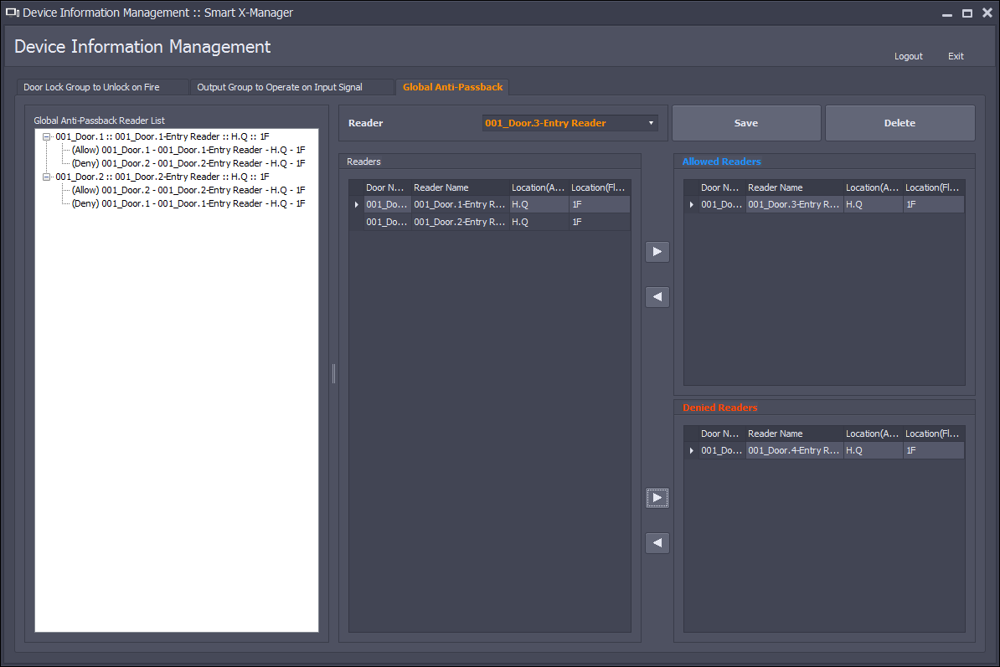 Device Information Management :: Smart X-Manager
Device Information Management
Logout Exit
Door Lock Group to Unlock on Fire Output Group to Operate on Input Signal Global Anti-Passback
Global Anti-Passback Reader List
001_Door.1 :: 001_Door.1-Entry Reader :: H.Q :: 1F
(Allow) 001_Door.1 - 001_Door.1-Entry Reader - H.Q - 1F
(Deny) 001_Door.2 - 001_Door.2-Entry Reader - H.Q - 1F
001_Door.2 :: 001_Door.2-Entry Reader :: H.Q :: 1F
(Allow) 001_Door.2 - 001_Door.2-Entry Reader - H.Q - 1F
(Deny) 001_Door.1 - 001_Door.1-Entry Reader - H.Q - 1F
Reader 001_Door.3-Entry Reader
Save Delete
Readers
Door N... Reader Name Location(A... Location(Fl...
001_Do... 001_Door.1-Entry R... H.Q 1F
001_Do... 001_Door.2-Entry R... H.Q 1F
Allowed Readers
Door N... Reader Name Location(A... Location(Fl...
001_Do... 001_Door.3-Entry R... H.Q 1F
Denied Readers
Door N... Reader Name Location(A... Location(Fl...
001_Do... 001_Door.4-Entry R... H.Q 1F